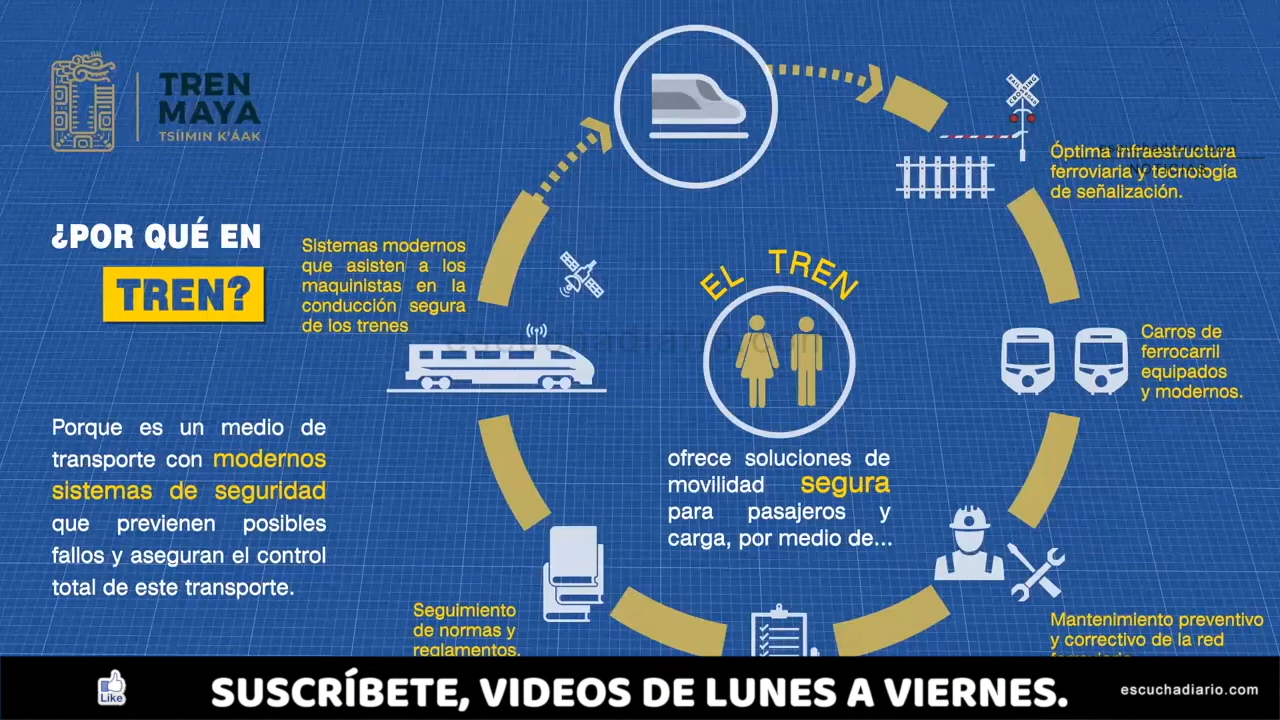 TREN
MAYA
TSÍIMIN K'ÁAK
¿POR QUÉ EN
TREN?
Porque es un medio de
transporte con modernos
sistemas de seguridad
que previenen posibles
fallos y aseguran el control
total de este transporte.
Sistemas modernos
que asisten a los
maquinistas en la
conducción segura
de los trenes
EL TREN
ofrece soluciones de
movilidad segura
para pasajeros y
carga, por medio de...
Óptima infraestructura
ferroviaria y tecnología
de señalización.
Carros de
ferrocarril
equipados
y modernos.
Mantenimiento preventivo
y correctivo de la red
Seguimiento
de normas y
reglamentos.
escuchadiario.com
Like
SUSCRÍBETE, VIDEOS DE LUNES A VIERNES.
escuchadiario.com